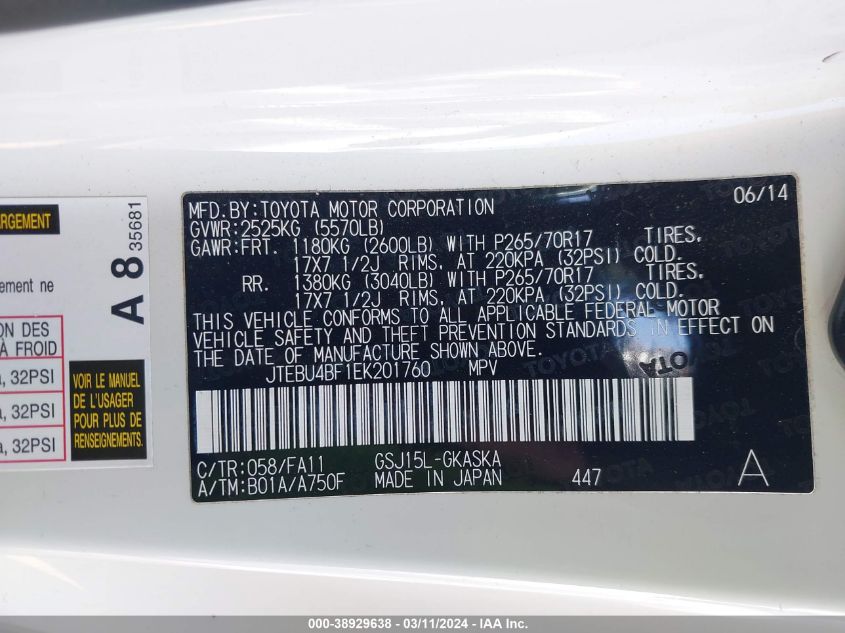 ARGEMENT
ement ne
ON DES
À FROID
a, 32PSI
a, 32PSI
a, 32PSI
A 8 35681
VOIR LE MANUEL
DE L'USAGER
POUR PLUS DE
RENSEIGNEMENTS.
06/14
MFD. BY:TOYOTA MOTOR CORPORATION
GVWR:2525KG (5570LB)
GAWR:FRT. 1180KG (2600LB) WITH P265/70R17 TIRES,
17X7 1/2J RIMS, AT 220KPA (32PSI) COLD.
RR. 1380KG (3040LB) WITH P265/70R17 TIRES,
17X7 1/2J RIMS, AT 220KPA (32PSI) COLD.
THIS VEHICLE CONFORMS TO ALL APPLICABLE FEDERAL MOTOR
VEHICLE SAFETY AND THEFT PREVENTION STANDARDS IN EFFECT ON
THE DATE OF MANUFACTURE SHOWN ABOVE.
JTEBU4BF1EK201760 MPV
C/TR:058/FA11 GSJ15L-GKASKA
A/TM:B01A/A750F MADE IN JAPAN 447 A
000-38929638 - 03/11/2024 - IAA Inc.